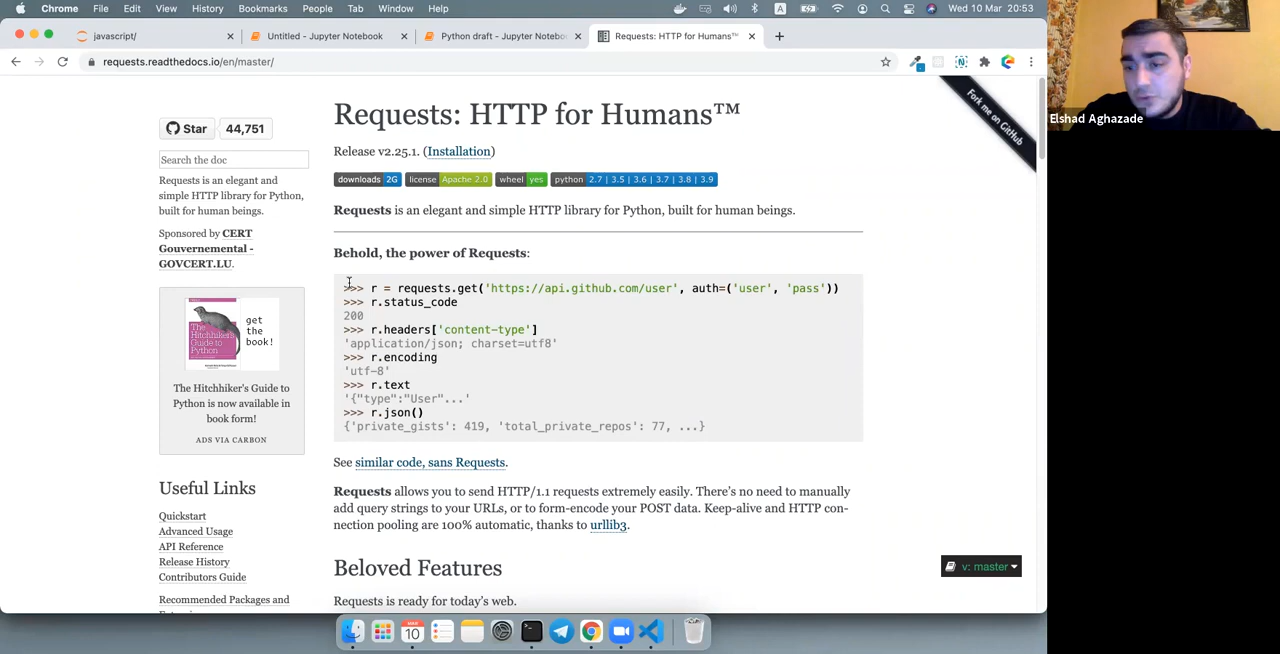 Chrome File Edit View History Bookmarks People Tab Window Help
A
Wed 10 Mar 20:53
javascript/
Untitled - Jupyter Notebook
Python draft - Jupyter Noteboo
Requests: HTTP for Humans™
requests.readthedocs.io/en/master/
Elshad Aghazade
Fork me on GitHub
Star 44,751
Search the doc
Requests is an elegant and
simple HTTP library for Python,
built for human beings.
Sponsored by CERT
Gouvernemental -
GOVCERT.LU.
The
Hitchhiker's
Guide to
Python
get
the
book!
The Hitchhiker's Guide to
Python is now available in
book form!
ADS VIA CARBON
Useful Links
Quickstart
Advanced Usage
API Reference
Release History
Contributors Guide
Recommended Packages and
Requests: HTTP for Humans™
Release v2.25.1. (Installation)
downloads 2G license Apache 2.0 wheel yes python 2.7 | 3.5 | 3.6 | 3.7 | 3.8 | 3.9
Requests is an elegant and simple HTTP library for Python, built for human beings.
Behold, the power of Requests:
>>> r = requests.get('https://api.github.com/user', auth=('user', 'pass'))
>>> r.status_code
200
>>> r.headers['content-type']
'application/json; charset=utf8'
>>> r.encoding
'utf-8'
>>> r.text
'{"type":"User"...'
>>> r.json()
{'private_gists': 419, 'total_private_repos': 77, ...}
See similar code, sans Requests.
Requests allows you to send HTTP/1.1 requests extremely easily. There's no need to manually
add query strings to your URLs, or to form-encode your POST data. Keep-alive and HTTP con-
nection pooling are 100% automatic, thanks to urllib3.
Beloved Features
Requests is ready for today's web.
v: master
10